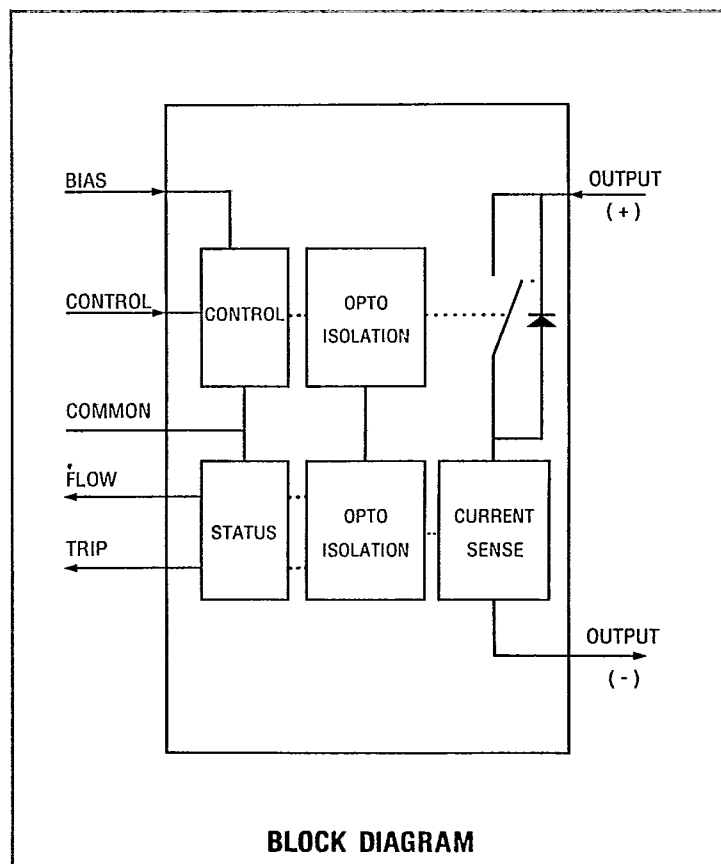 BIAS
OUTPUT
(+)
CONTROL
CONTROL
OPTO
ISOLATION
COMMON
FLOW
TRIP
STATUS
OPTO
ISOLATION
CURRENT
SENSE
OUTPUT
(-)
BLOCK DIAGRAM